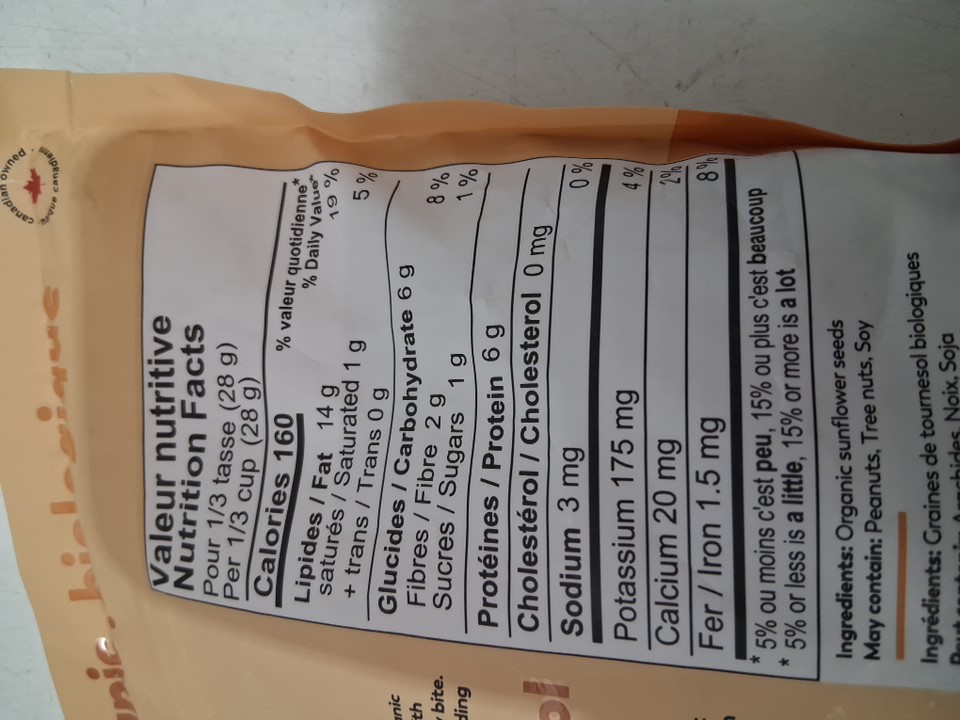 canadian owned
biologique
Valeur nutritive
Nutrition Facts
Pour 1/3 tasse (28 g)
Per 1/3 cup (28 g)
Calories 160
% valeur quotidienne*
% Daily Value*
Lipides / Fat 14 g 19 %
saturés / Saturated 1 g
+ trans / Trans 0 g 5 %
Glucides / Carbohydrate 6 g
Fibres / Fibre 2 g 8 %
Sucres / Sugars 1 g 1 %
Protéines / Protein 6 g
Cholestérol / Cholesterol 0 mg
Sodium 3 mg 0 %
Potassium 175 mg 4 %
Calcium 20 mg 2%
Fer / Iron 1.5 mg 8%
* 5% ou moins c'est peu, 15% ou plus c'est beaucoup
* 5% or less is a little, 15% or more is a lot
Ingredients: Organic sunflower seeds
May contain: Peanuts, Tree nuts, Soy
Ingrédients: Graines de tournesol biologiques
Arachides, Noix, Soja
bite.